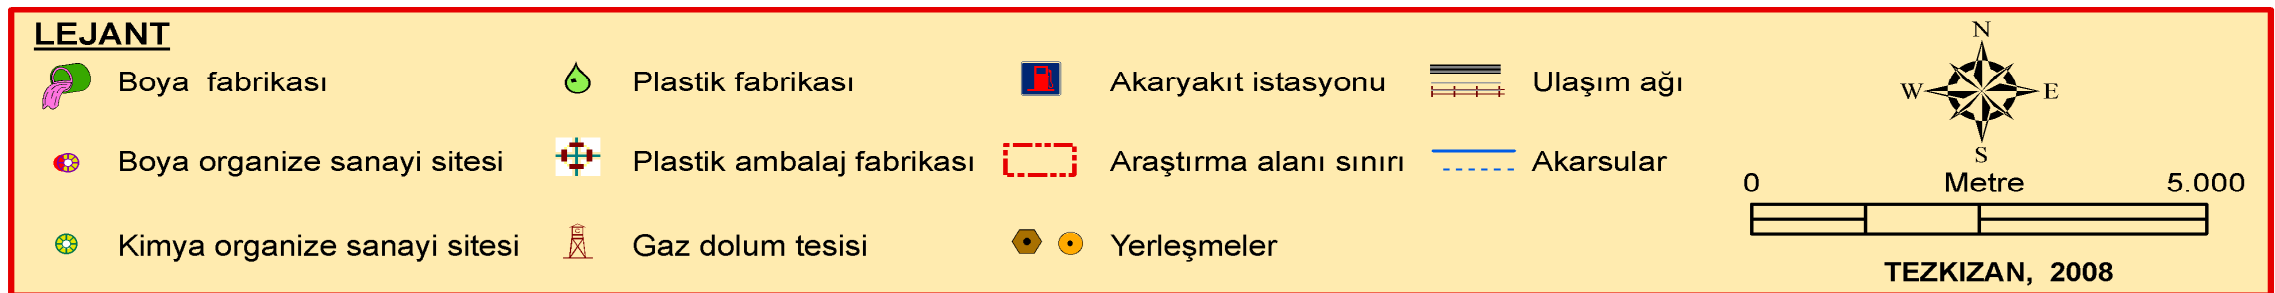 LEJANT
Boya fabrikası
Plastik fabrikası
Akaryakıt istasyonu
Ulaşım ağı
Boya organize sanayi sitesi
Plastik ambalaj fabrikası
Araştırma alanı sınırı
Akarsular
Kimya organize sanayi sitesi
Gaz dolum tesisi
Yerleşmeler
N
W E
S
0 Metre 5.000
TEZKIZAN, 2008